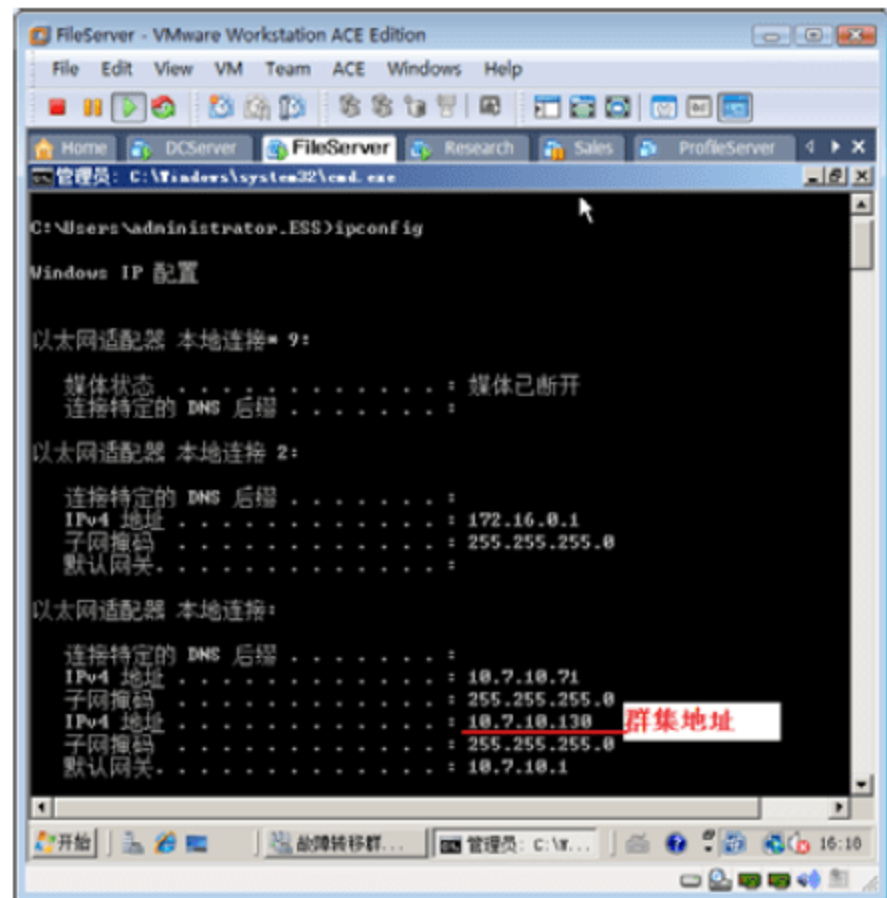 FileServer - VMware Workstation ACE Edition
File Edit View VM Team ACE Windows Help
Home DCServer FileServer Research Sales ProfileServer
管理员: C:\Windows\system32\cmd.exe
C:\Users\administrator.ESS>ipconfig
Windows IP 配置
以太网适配器 本地连接* 9:
媒体状态 . . . . . . . . . . . . : 媒体已断开
连接特定的 DNS 后缀 . . . . . . . :
以太网适配器 本地连接 2:
连接特定的 DNS 后缀 . . . . . . . :
IPv4 地址 . . . . . . . . . . . . : 172.16.0.1
子网掩码 . . . . . . . . . . . . : 255.255.255.0
默认网关. . . . . . . . . . . . . :
以太网适配器 本地连接:
连接特定的 DNS 后缀 . . . . . . . :
IPv4 地址 . . . . . . . . . . . . : 10.7.10.71
子网掩码 . . . . . . . . . . . . : 255.255.255.0
IPv4 地址 . . . . . . . . . . . . : 10.7.10.130 群集地址
子网掩码 . . . . . . . . . . . . : 255.255.255.0
默认网关. . . . . . . . . . . . . : 10.7.10.1
开始 故障转移群... 管理员: C:\W... 16:10